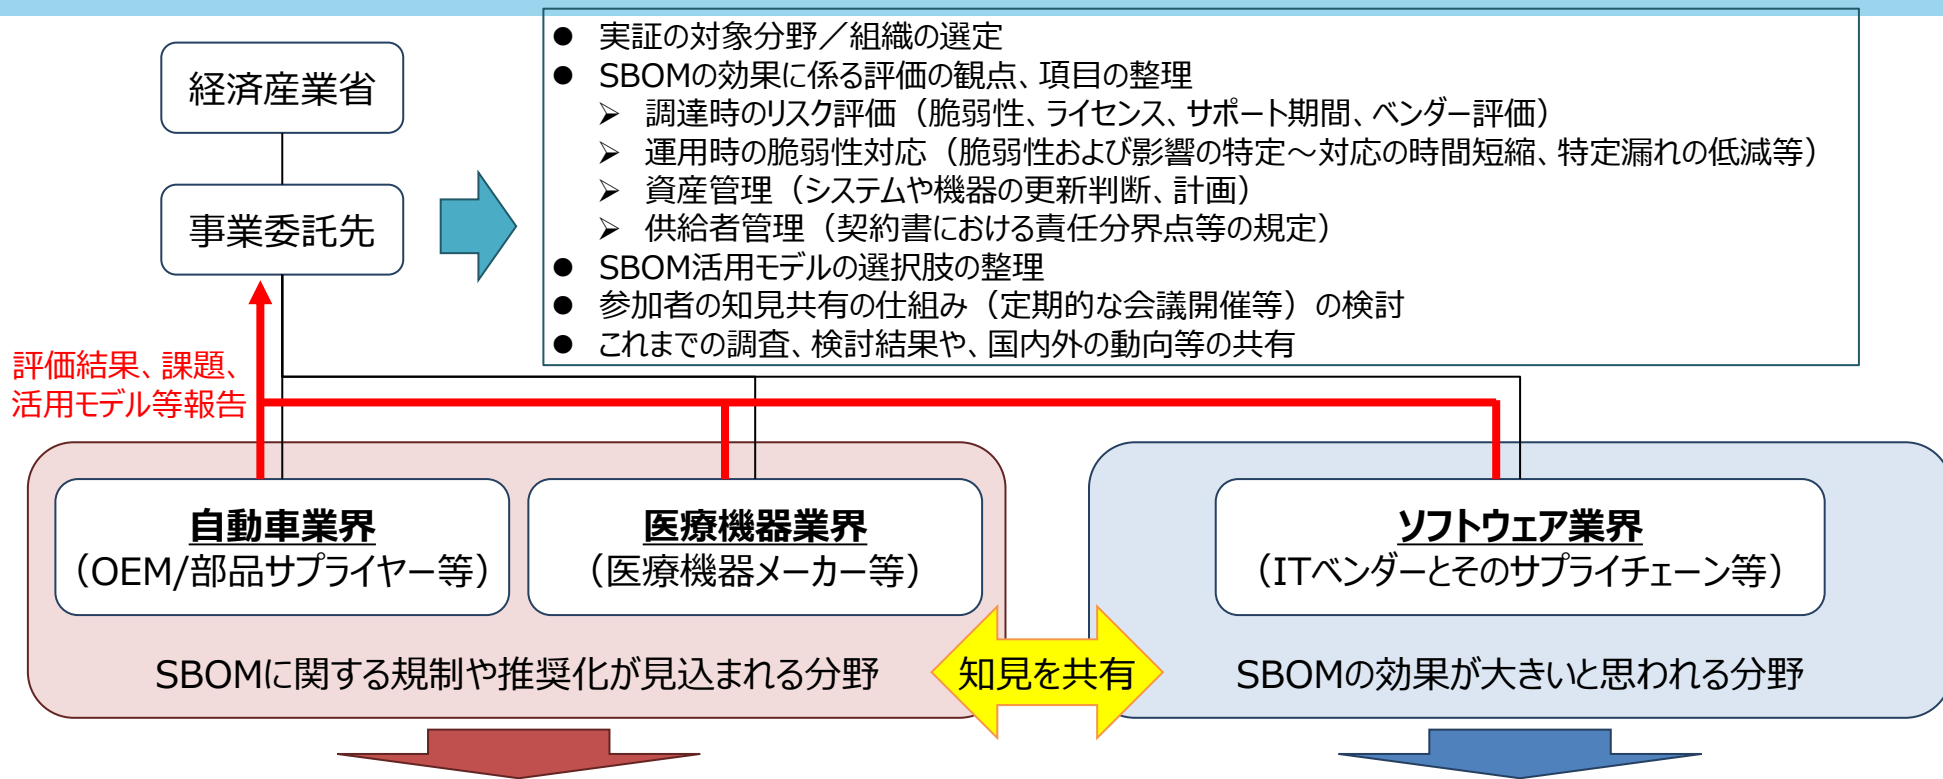 経済産業省
事業委託先
● 実証の対象分野／組織の選定
● SBOMの効果に係る評価の観点、項目の整理
➢ 調達時のリスク評価（脆弱性、ライセンス、サポート期間、ベンダー評価）
➢ 運用時の脆弱性対応（脆弱性および影響の特定～対応の時間短縮、特定漏れの低減等）
➢ 資産管理（システムや機器の更新判断、計画）
➢ 供給者管理（契約書における責任分界点等の規定）
● SBOM活用モデルの選択肢の整理
● 参加者の知見共有の仕組み（定期的な会議開催等）の検討
● これまでの調査、検討結果や、国内外の動向等の共有
評価結果、課題、
活用モデル等報告
自動車業界
（OEM/部品サプライヤー等）
医療機器業界
（医療機器メーカー等）
ソフトウェア業界
（ITベンダーとそのサプライチェーン等）
SBOMに関する規制や推奨化が見込まれる分野
知見を共有
SBOMの効果が大きいと思われる分野